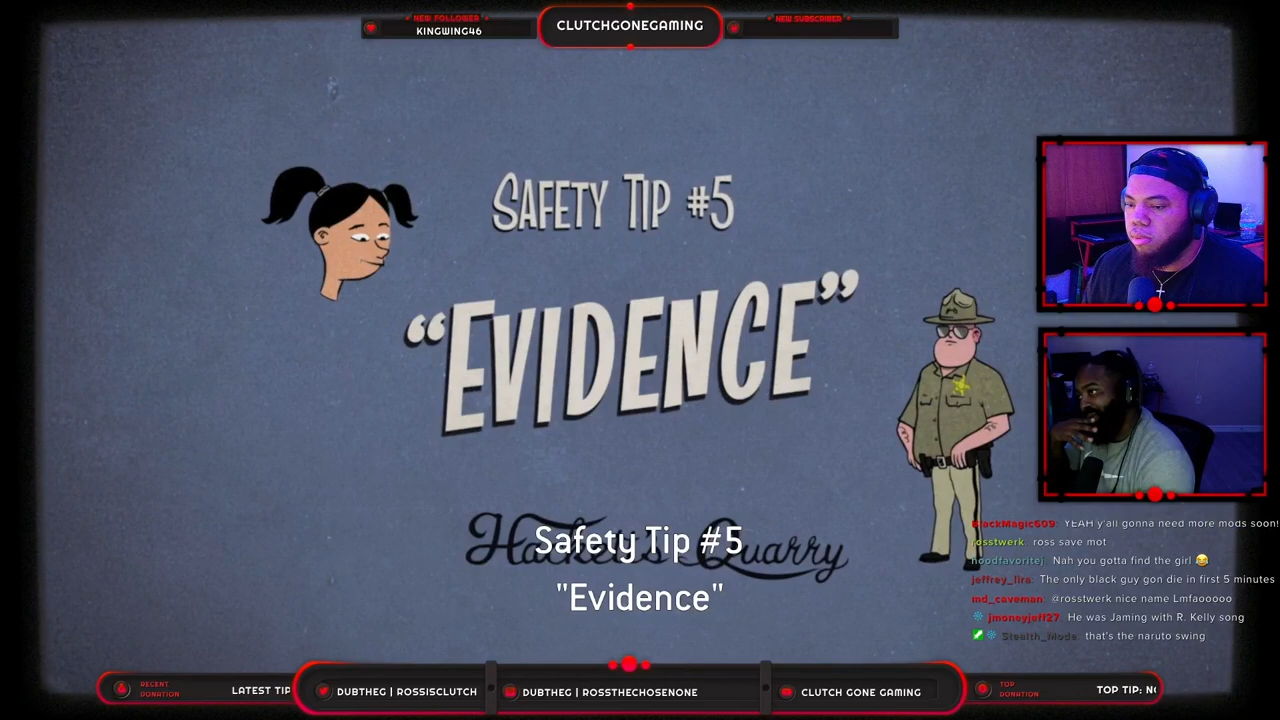 NEW FOLLOWER
KINGWING46
CLUTCHGONEGAMING
NEW SUBSCRIBER
SAFETY TIP #5
“EVIDENCE”
Hackett's Quarry
Safety Tip #5
"Evidence"
BlackMagic609: YEAH y'all gonna need more mods soon!
rosstwerk: ross save mot
hoodfavoritej: Nah you gotta find the girl 😂
jeffrey_lira: The only black guy gon die in first 5 minutes
md_caveman: @rosstwerk nice name Lmfaooooo
jmoneyjeff27: He was Jaming with R. Kelly song
Stealth_Mode: that's the naruto swing
RECENT DONATION
LATEST TIP
DUBTHEG | ROSSISCLUTCH
DUBTHEG | ROSSTHECHOSENONE
CLUTCH GONE GAMING
TOP DONATION
TOP TIP: NO